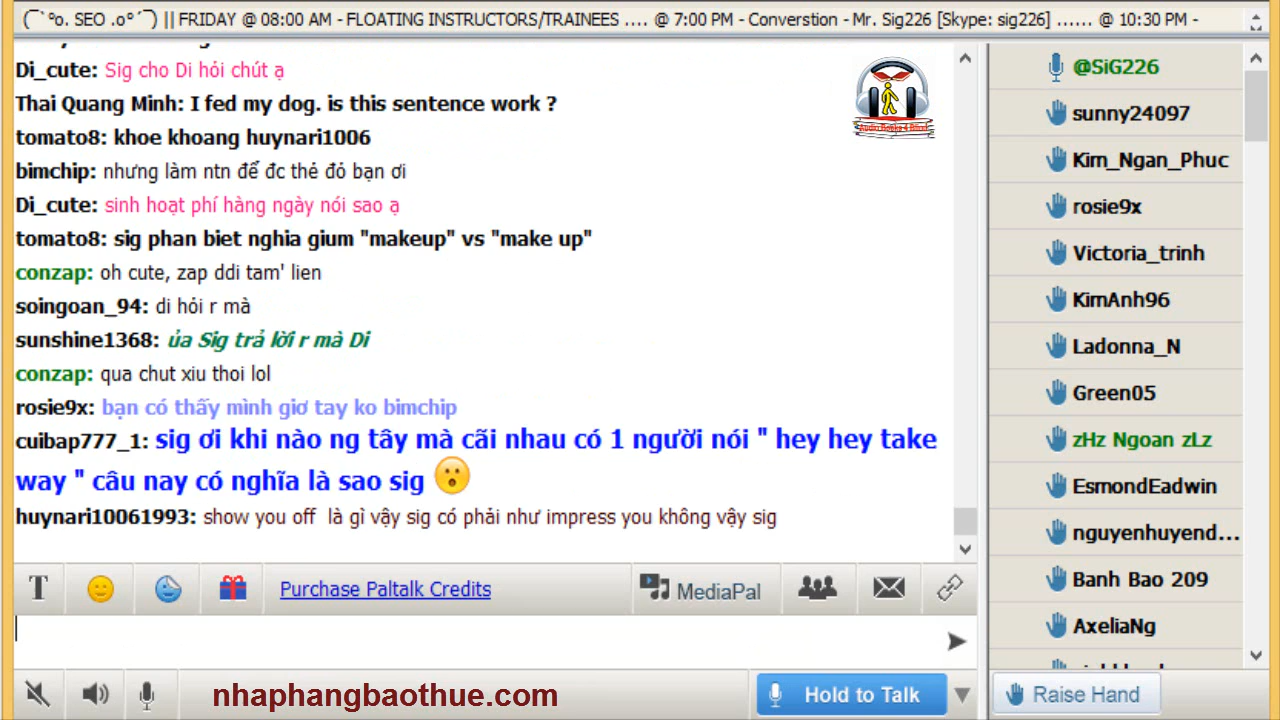 (¯`°o. SEO .o°´¯) || FRIDAY @ 08:00 AM - FLOATING INSTRUCTORS/TRAINEES .... @ 7:00 PM - Converstion - Mr. Sig226 [Skype: sig226] ...... @ 10:30 PM -
Di_cute: Sig cho Di hỏi chút ạ
Thai Quang Minh: I fed my dog. is this sentence work ?
tomato8: khoe khoang huynari1006
bimchip: nhưng làm ntn để đc thẻ đỏ bạn ơi
Di_cute: sinh hoạt phí hàng ngày nói sao ạ
tomato8: sig phan biet nghia gium "makeup" vs "make up"
conzap: oh cute, zap ddi tam' lien
soingoan_94: di hỏi r mà
sunshine1368: ủa Sig trả lời r mà Di
conzap: qua chut xiu thoi lol
rosie9x: bạn có thấy mình giơ tay ko bimchip
cuibap777_1: sig ơi khi nào ng tây mà cãi nhau có 1 người nói " hey hey take
way " câu nay có nghĩa là sao sig
huynari10061993: show you off là gì vậy sig có phải như impress you không vậy sig
Audio Books 4 Blind
Purchase Paltalk Credits
MediaPal
nhaphangbaothue.com
Hold to Talk
@SiG226
sunny24097
Kim_Ngan_Phuc
rosie9x
Victoria_trinh
KimAnh96
Ladonna_N
Green05
zHz Ngoan zLz
EsmondEadwin
nguyenhuyend...
Banh Bao 209
AxeliaNg
Raise Hand